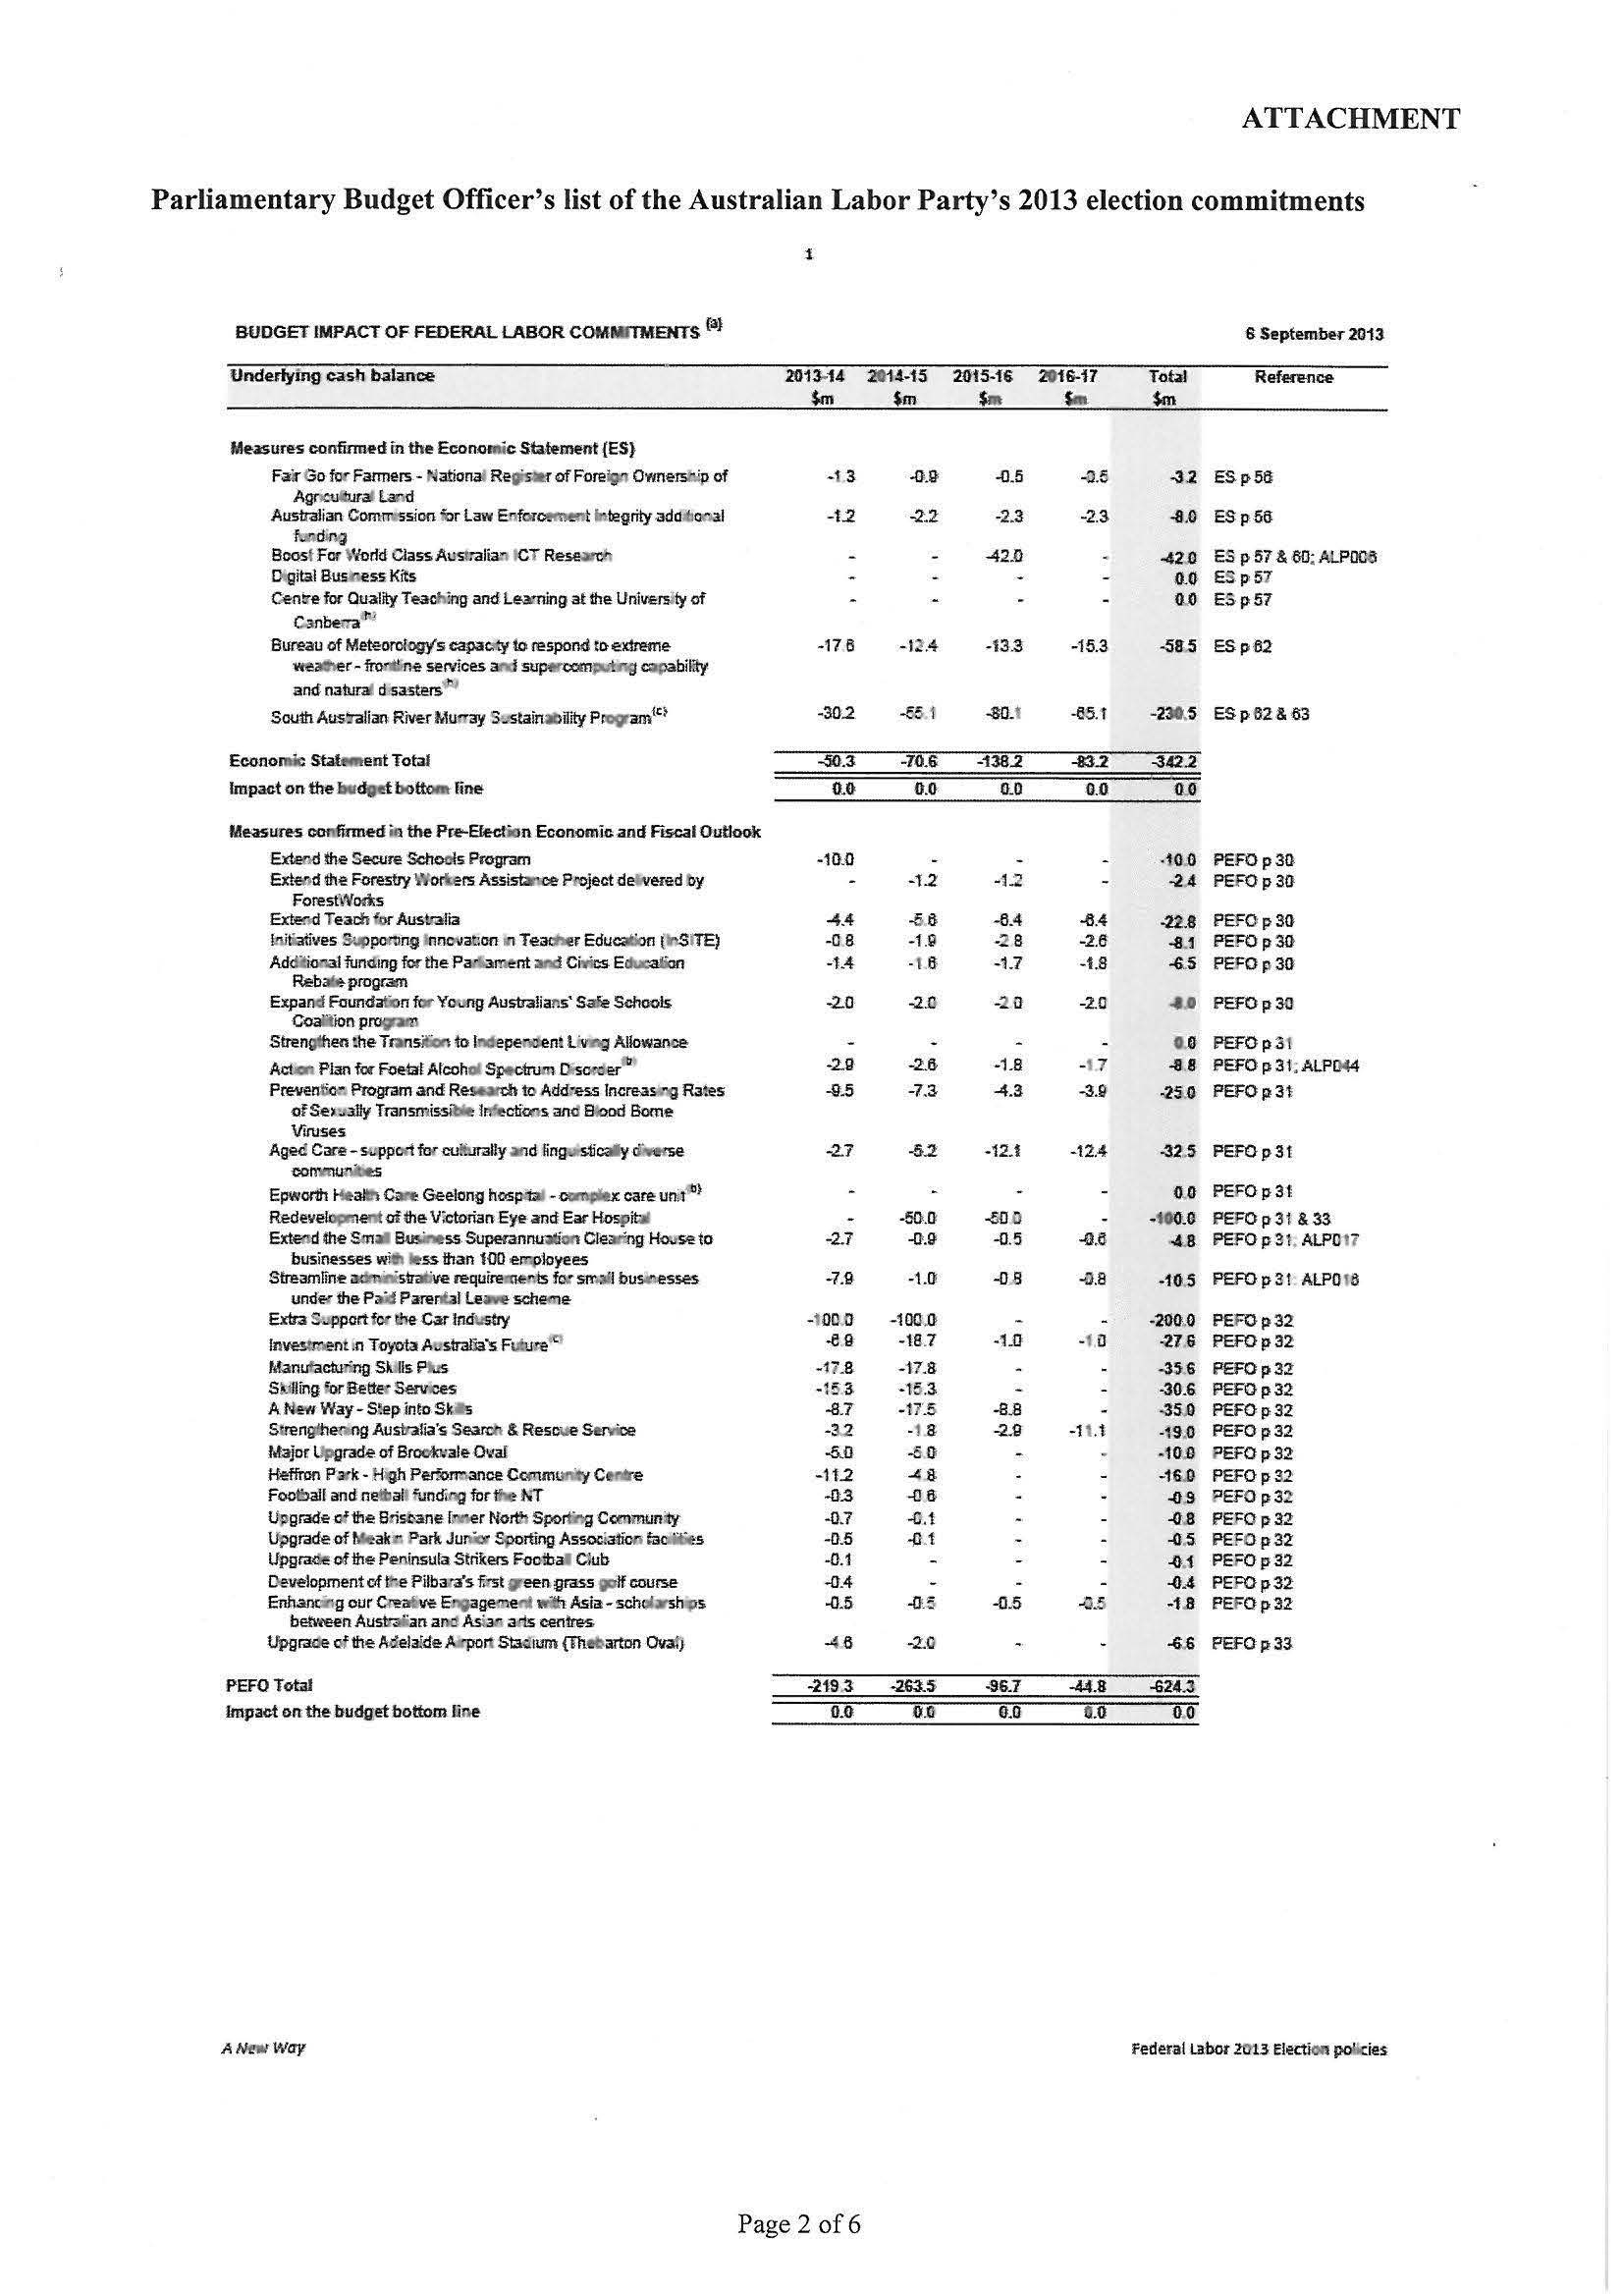 ATTACHMENT
Parliamentary Budget Officer's list of the Australian Labor Party's 2013 election commitments
1
BUDGET IMPACT OF FEDERAL LABOR COMMITMENTS (a) 6 September 2013
Underlying cash balance 2013-14 2014-15 2015-16 2016-17 Total Reference
$m $m $m $m $m
Measures confirmed in the Economic Statement (ES)
Fair Go for Farmers - National Register of Foreign Ownership of -1.3 -0.9 -0.5 -0.5 -3.2 ES p 56
Agricultural Land
Australian Commission for Law Enforcement Integrity additional -1.2 -2.2 -2.3 -2.3 -8.0 ES p 56
funding
Boost For World Class Australian ICT Research - - -42.0 - -42.0 ES p 57 & 60; ALP006
Digital Business Kits - - - - 0.0 ES p 57
Centre for Quality Teaching and Learning at the University of - - - - 0.0 ES p 57
Canberra
Bureau of Meteorology's capacity to respond to extreme -17.6 -12.4 -13.3 -15.3 -58.5 ES p 62
weather - frontline services and supercomputing capability
and natural disasters
South Australian River Murray Sustainability Program(c) -30.2 -55.1 -80.1 -65.1 -230.5 ES p 62 & 63
Economic Statement Total -50.3 -70.6 -138.2 -83.2 -342.2
Impact on the budget bottom line 0.0 0.0 0.0 0.0 0.0
Measures confirmed in the Pre-Election Economic and Fiscal Outlook
Extend the Secure Schools Program -10.0 - - - -10.0 PEFO p 30
Extend the Forestry Workers Assistance Project delivered by - -1.2 -1.2 - -2.4 PEFO p 30
ForestWorks
Extend Teach for Australia -4.4 -5.6 -6.4 -6.4 -22.8 PEFO p 30
Initiatives Supporting Innovation in Teacher Education (InSITE) -0.8 -1.9 -2.8 -2.6 -8.1 PEFO p 30
Additional funding for the Parliament and Civics Education -1.4 -1.6 -1.7 -1.8 -6.5 PEFO p 30
Rebate program
Expand Foundation for Young Australians' Safe Schools -2.0 -2.0 -2.0 -2.0 -8.0 PEFO p 30
Coalition program
Strengthen the Transition to Independent Living Allowance - - - - 0.0 PEFO p 31
Action Plan for Foetal Alcohol Spectrum Disorder -2.9 -2.6 -1.8 -1.7 -8.8 PEFO p 31; ALP044
Prevention Program and Research to Address Increasing Rates -9.5 -7.3 -4.3 -3.9 -25.0 PEFO p 31
of Sexually Transmissible Infections and Blood Borne
Viruses
Aged Care - support for culturally and linguistically diverse -2.7 -5.2 -12.1 -12.4 -32.5 PEFO p 31
communities
Epworth Health Care Geelong hospital - complex care unit b) - - - - 0.0 PEFO p 31
Redevelopment of the Victorian Eye and Ear Hospital - -50.0 -50.0 - -100.0 PEFO p 31 & 33
Extend the Small Business Superannuation Clearing House to -2.7 -0.9 -0.5 -0.6 -4.8 PEFO p 31; ALP017
businesses with less than 100 employees
Streamline administrative requirements for small businesses -7.9 -1.0 -0.8 -0.8 -10.5 PEFO p 31 ALP016
under the Paid Parental Leave scheme
Extra Support for the Car Industry -100.0 -100.0 - - -200.0 PEFO p 32
Investment in Toyota Australia's Future(c) -6.9 -18.7 -1.0 -1.0 -27.6 PEFO p 32
Manufacturing Skills Plus -17.8 -17.8 - - -35.6 PEFO p 32
Skilling for Better Services -15.3 -15.3 - - -30.6 PEFO p 32
A New Way - Step into Skills -8.7 -17.5 -8.8 - -35.0 PEFO p 32
Strengthening Australia's Search & Rescue Service -3.2 -1.8 -2.9 -11.1 -19.0 PEFO p 32
Major Upgrade of Brookvale Oval -5.0 -5.0 - - -10.0 PEFO p 32
Heffron Park - High Performance Community Centre -11.2 -4.8 - - -16.0 PEFO p 32
Football and netball funding for the NT -0.3 -0.6 - - -0.9 PEFO p 32
Upgrade of the Brisbane Inner North Sporting Community -0.7 -0.1 - - -0.8 PEFO p 32
Upgrade of Meakin Park Junior Sporting Association facilities -0.5 -0.1 - - -0.5 PEFO p 32
Upgrade of the Peninsula Strikers Football Club -0.1 - - - -0.1 PEFO p 32
Development of the Pilbara's first green grass golf course -0.4 - - - -0.4 PEFO p 32
Enhancing our Creative Engagement with Asia - scholarships -0.5 -0.5 -0.5 -0.5 -1.8 PEFO p 32
between Australian and Asian arts centres
Upgrade of the Adelaide Airport Stadium (Thebarton Oval) -4.6 -2.0 - - -6.6 PEFO p 33
PEFO Total -219.3 -263.5 -96.7 -44.8 -624.3
Impact on the budget bottom line 0.0 0.0 0.0 0.0 0.0
A New Way Federal Labor 2013 Election policies
Page 2 of 6